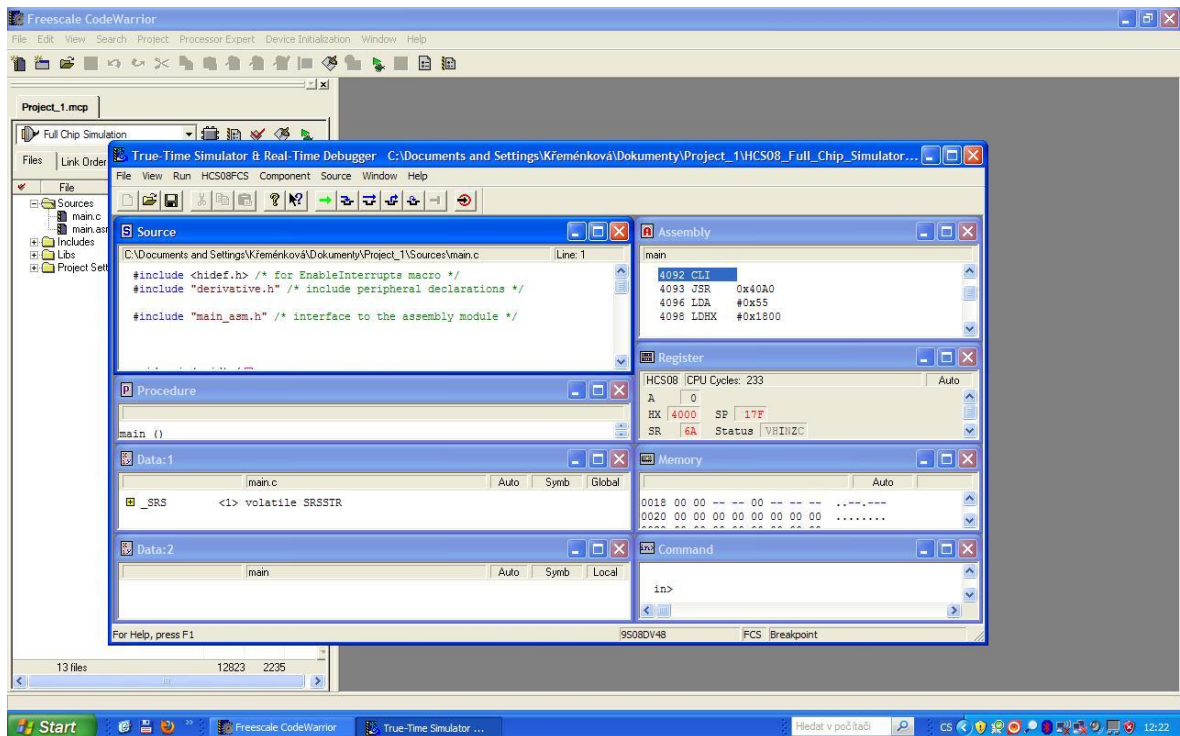 Freescale CodeWarrior
File Edit View Search Project Processor Expert Device Initialization Window Help
Project_1.mcp
Full Chip Simulation
Files Link Order
File
Sources
main.c
main.asm
Includes
Libs
Project Sett
True-Time Simulator & Real-Time Debugger C:\Documents and Settings\Křeménková\Dokumenty\Project_1\HCS08_Full_Chip_Simulator...
File View Run HCS08FCS Component Source Window Help
Source
C:\Documents and Settings\Křeménková\Dokumenty\Project_1\Sources\main.c Line: 1
#include <hidef.h> /* for EnableInterrupts macro */
#include "derivative.h" /* include peripheral declarations */
#include "main_asm.h" /* interface to the assembly module */
Assembly
main
4092 CLI
4093 JSR 0x40A0
4096 LDA #0x55
4098 LDHX #0x1800
Register
HCS08 CPU Cycles: 233 Auto
A 0
HX 4000 SP 17F
SR 6A Status VHINZC
Procedure
main ()
Data:1
main.c Auto Symb Global
_SRS <1> volatile SRSSTR
Memory
Auto
0018 00 00 -- -- 00 -- -- -- ..--.---
0020 00 00 00 00 00 00 00 00 ........
Data:2
main Auto Symb Local
Command
in>
For Help, press F1 9S08DV48 FCS Breakpoint
13 files 12823 2235
Start Freescale CodeWarrior True-Time Simulator ... Hledat v počítači CS 12:22